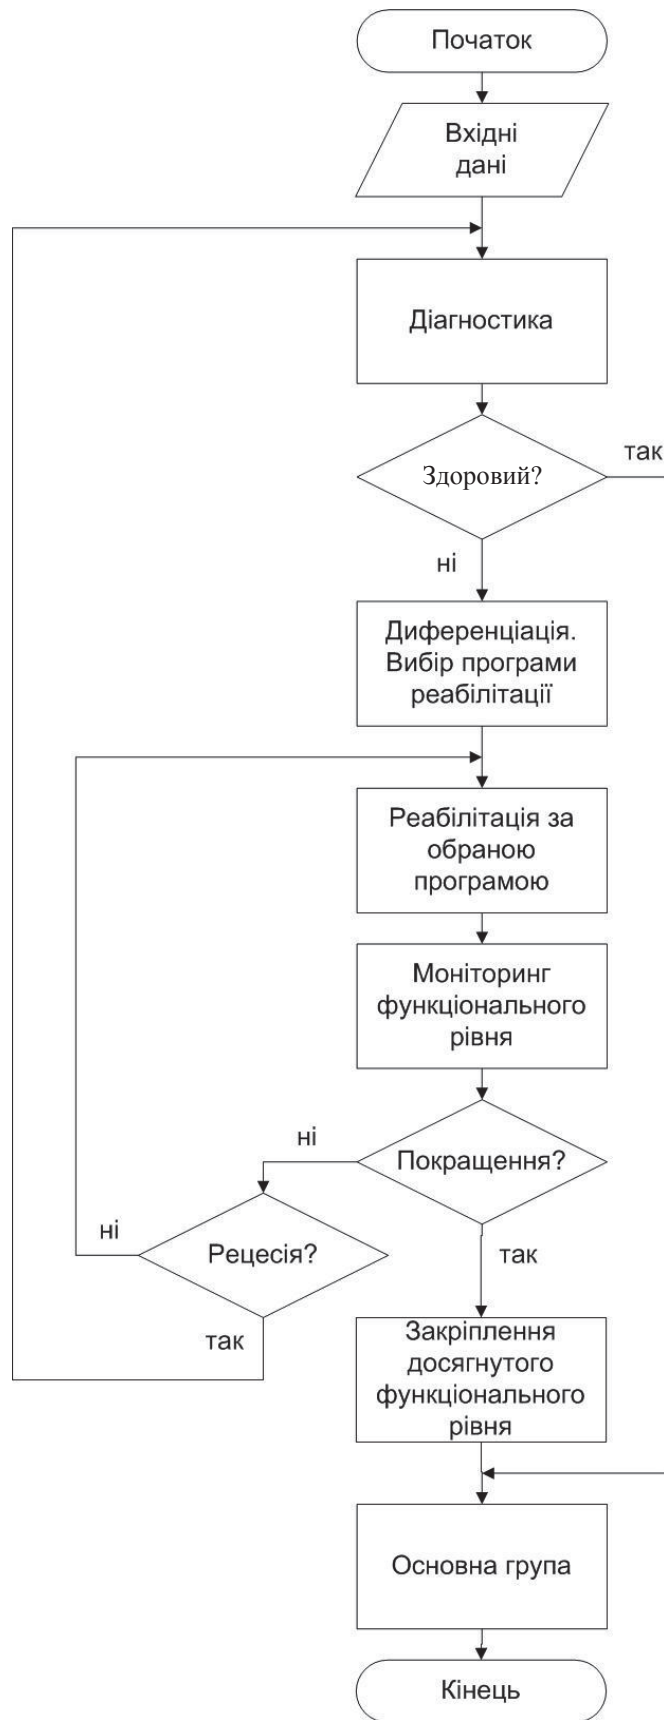 Початок
Вхідні
дані
Діагностика
так
Здоровий?
ні
Диференціація.
Вибір програми
реабілітації
Реабілітація за
обраною
програмою
Моніторинг
функціонального
рівня
ні
Покращення?
ні
Рецесія?
так
так
Закріплення
досягнутого
функціонального
рівня
Основна група
Кінець